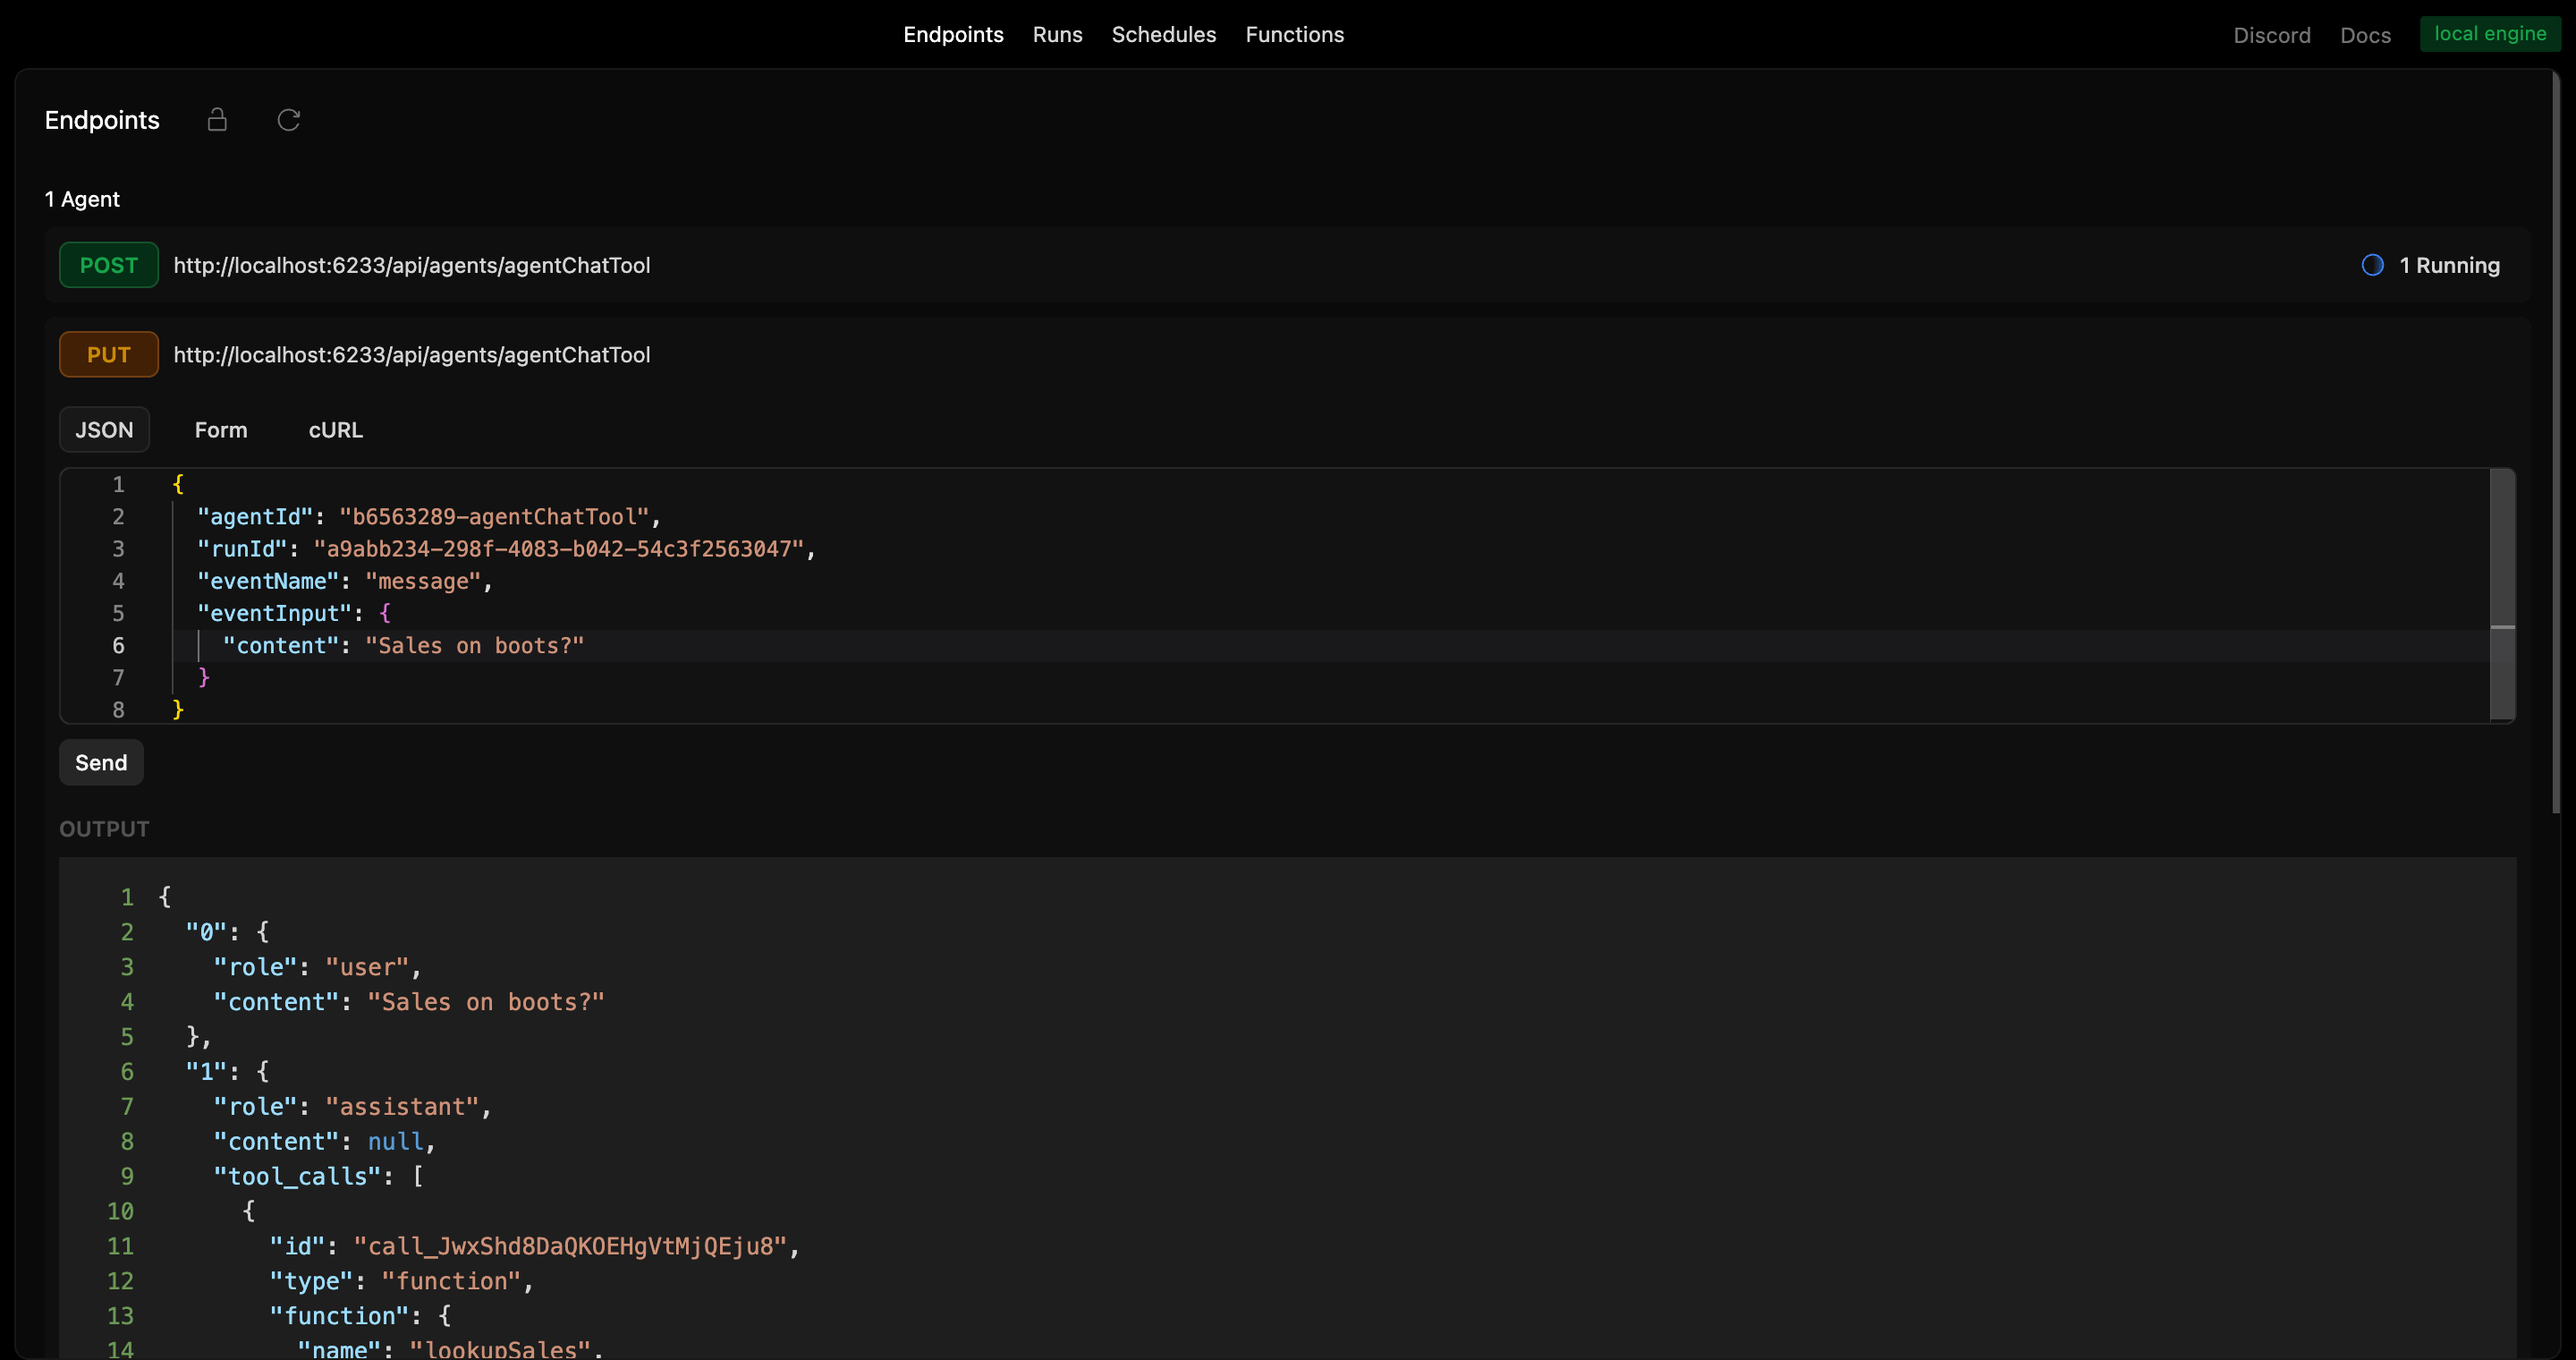 Endpoints Runs Schedules Functions
Discord Docs local engine
Endpoints
1 Agent
POST http://localhost:6233/api/agents/agentChatTool 1 Running
PUT http://localhost:6233/api/agents/agentChatTool
JSON Form cURL
1 {
2 "agentId": "b6563289-agentChatTool",
3 "runId": "a9abb234-298f-4083-b042-54c3f2563047",
4 "eventName": "message",
5 "eventInput": {
6 "content": "Sales on boots?"
7 }
8 }
Send
OUTPUT
1 {
2 "0": {
3 "role": "user",
4 "content": "Sales on boots?"
5 },
6 "1": {
7 "role": "assistant",
8 "content": null,
9 "tool_calls": [
10 {
11 "id": "call_JwxShd8DaQKOEHgVtMjQEju8",
12 "type": "function",
13 "function": {
14 "name": "lookupSales",